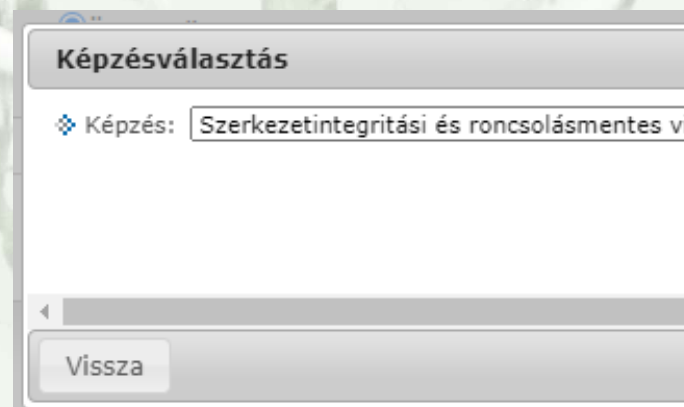 Képzésválasztás
Képzés: Szerkezetintegritási és roncsolásmentes
Vissza